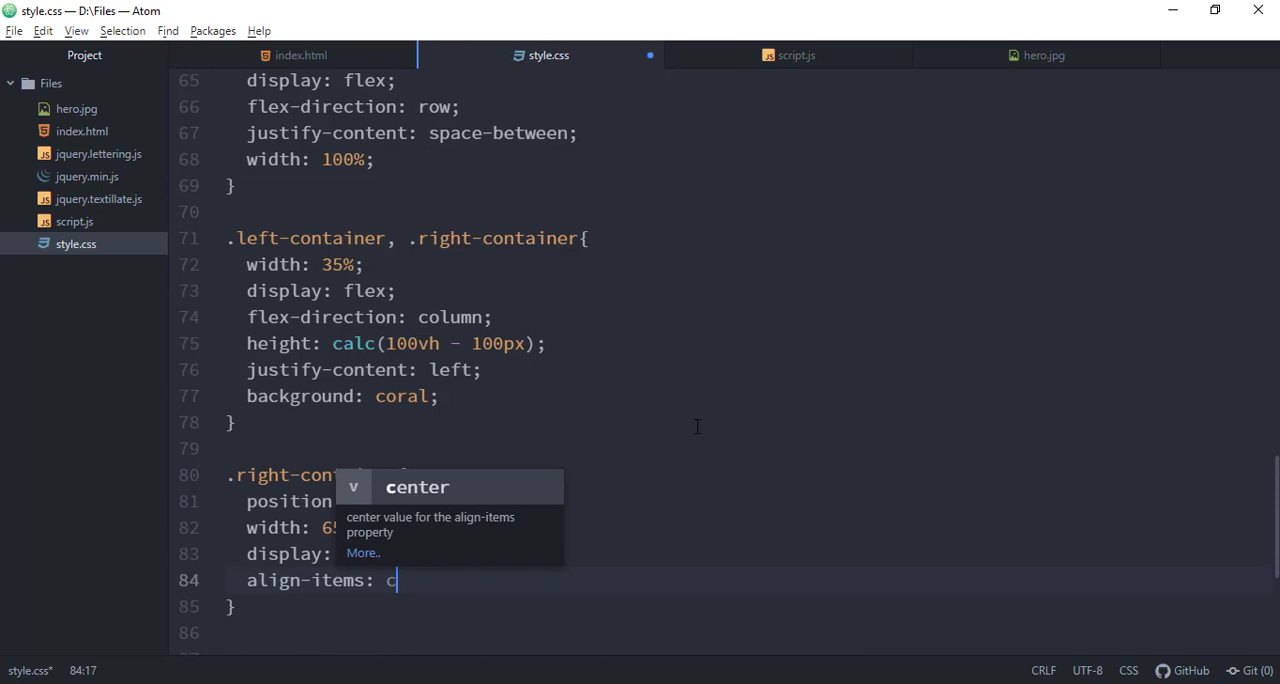 style.css — D:\Files — Atom
File Edit View Selection Find Packages Help
Project
index.html
style.css
script.js
hero.jpg
Files
hero.jpg
index.html
jquery.lettering.js
jquery.min.js
jquery.textillate.js
script.js
style.css
65 display: flex;
66 flex-direction: row;
67 justify-content: space-between;
68 width: 100%;
69 }
70
71 .left-container, .right-container{
72 width: 35%;
73 display: flex;
74 flex-direction: column;
75 height: calc(100vh - 100px);
76 justify-content: left;
77 background: coral;
78 }
79
80 .right-con
81 position
82 width: 65
83 display:
84 align-items: c
85 }
86
v center
center value for the align-items
property
More..
style.css* 84:17
CRLF UTF-8 CSS GitHub Git (0)